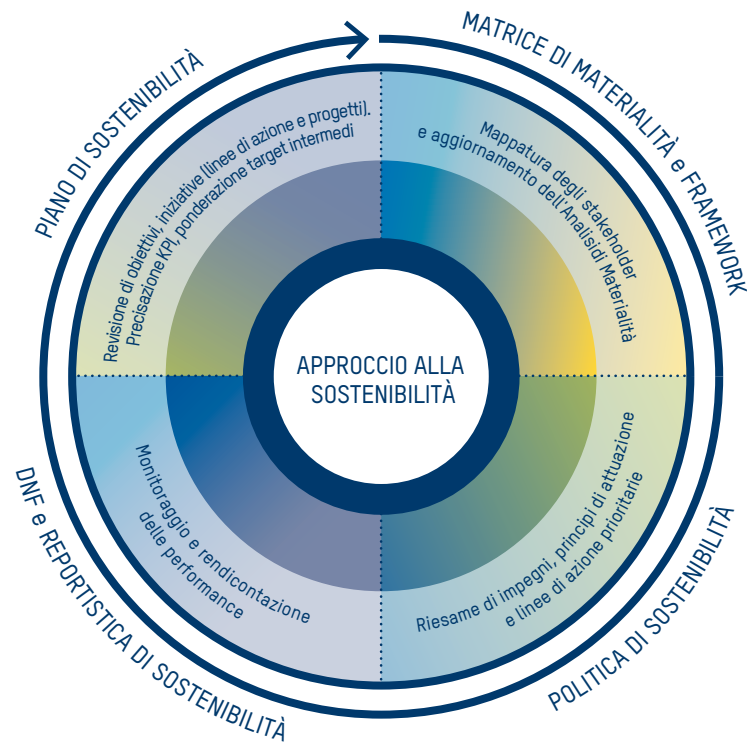 APPROCCIO ALLA
SOSTENIBILITÀ
MATRICE DI MATERIALITÀ e FRAMEWORK
Mappatura degli stakeholder
e aggiornamento dell'Analisidi Materialità
POLITICA DI SOSTENIBILITÀ
Riesame di impegni, principi di attuazione
e linee di azione prioritarie
DNF e REPORTISTICA DI SOSTENIBILITÀ
Monitoraggio e rendicontazione
delle performance
PIANO DI SOSTENIBILITÀ
Revisione di obiettivi, iniziative (linee di azione e progetti).
Precisazione KPI, ponderazione target intermedi